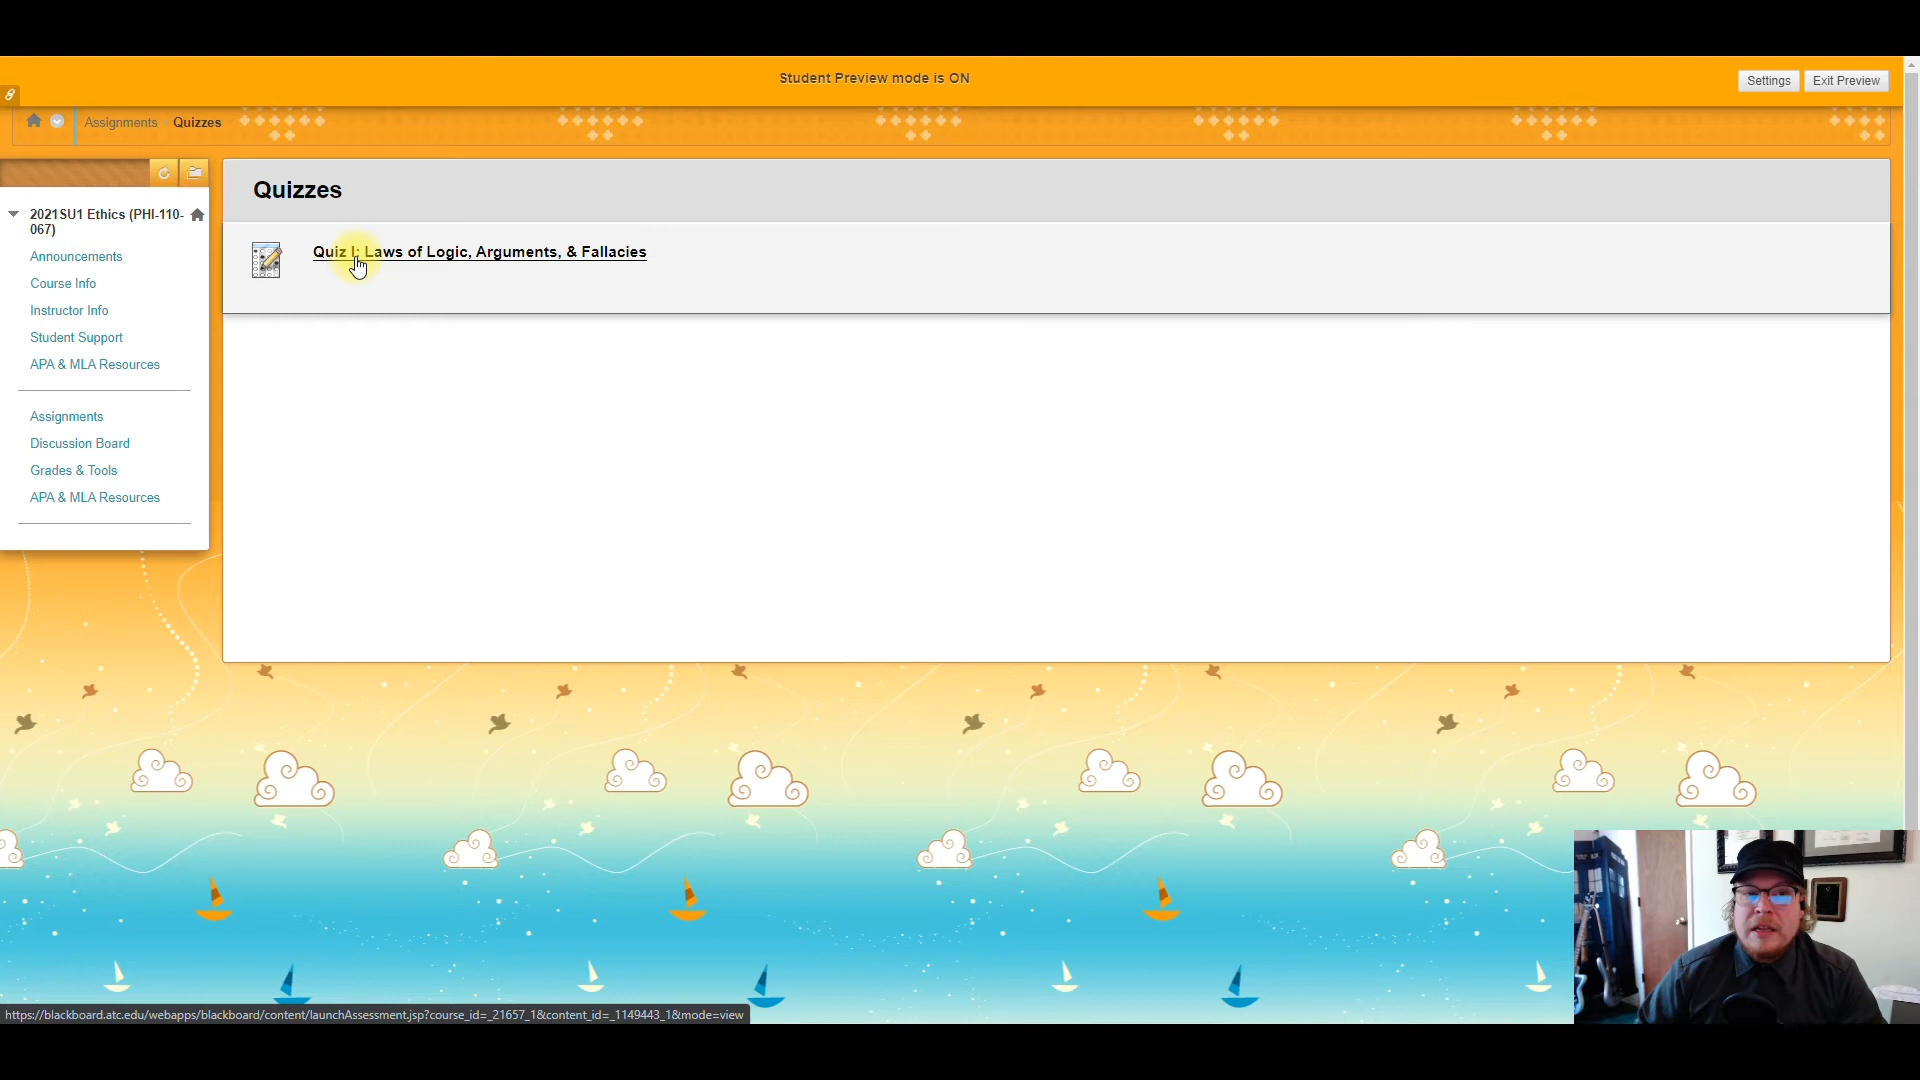 Student Preview mode is ON
Settings
Exit Preview
Assignments
Quizzes
Quizzes
2021SU1 Ethics (PHI-110-
067)
Announcements
Course Info
Instructor Info
Student Support
APA & MLA Resources
Assignments
Discussion Board
Grades & Tools
APA & MLA Resources
Quiz I: Laws of Logic, Arguments, & Fallacies
https://blackboard.atc.edu/webapps/blackboard/content/launchAssessment.jsp?course_id=_21657_1&content_id=_1149443_1&mode=view